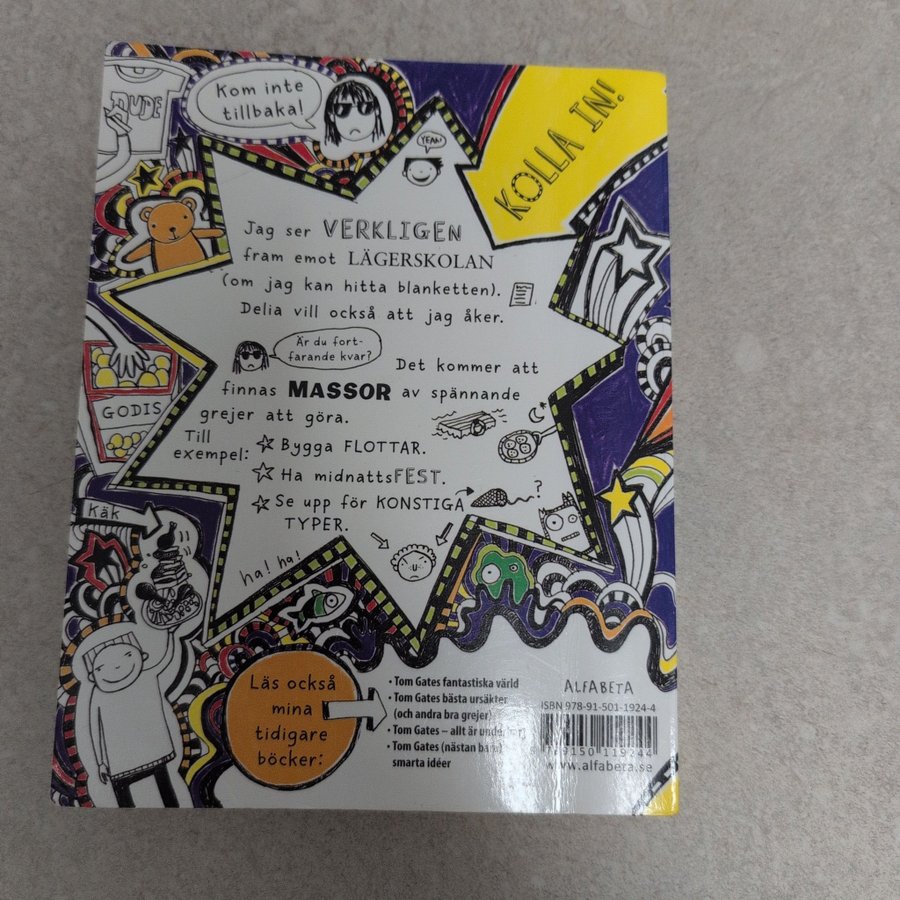 DUDE
Kom inte
tillbaka!
YEAH!
KOLLA IN!
Jag ser VERKLIGEN
fram emot LÄGERSKOLAN
(om jag kan hitta blanketten).
Delia vill också att jag åker.
Är du fort-
farande kvar?
Det kommer att
finnas MASSOR av spännande
grejer att göra.
Till
exempel:
Bygga FLOTTAR.
Ha midnattsFEST.
Se upp för KONSTIGA
TYPER.
?
GODIS
Käk
ha! ha!
Läs också
mina
tidigare
böcker:
• Tom Gates fantastiska värld
• Tom Gates bästa ursäkter
(och andra bra grejer)
• Tom Gates – allt är
• Tom Gates (nästan
smarta idéer
ALFABETA
ISBN 978-91-501-1924-4
www.alfabeta.se